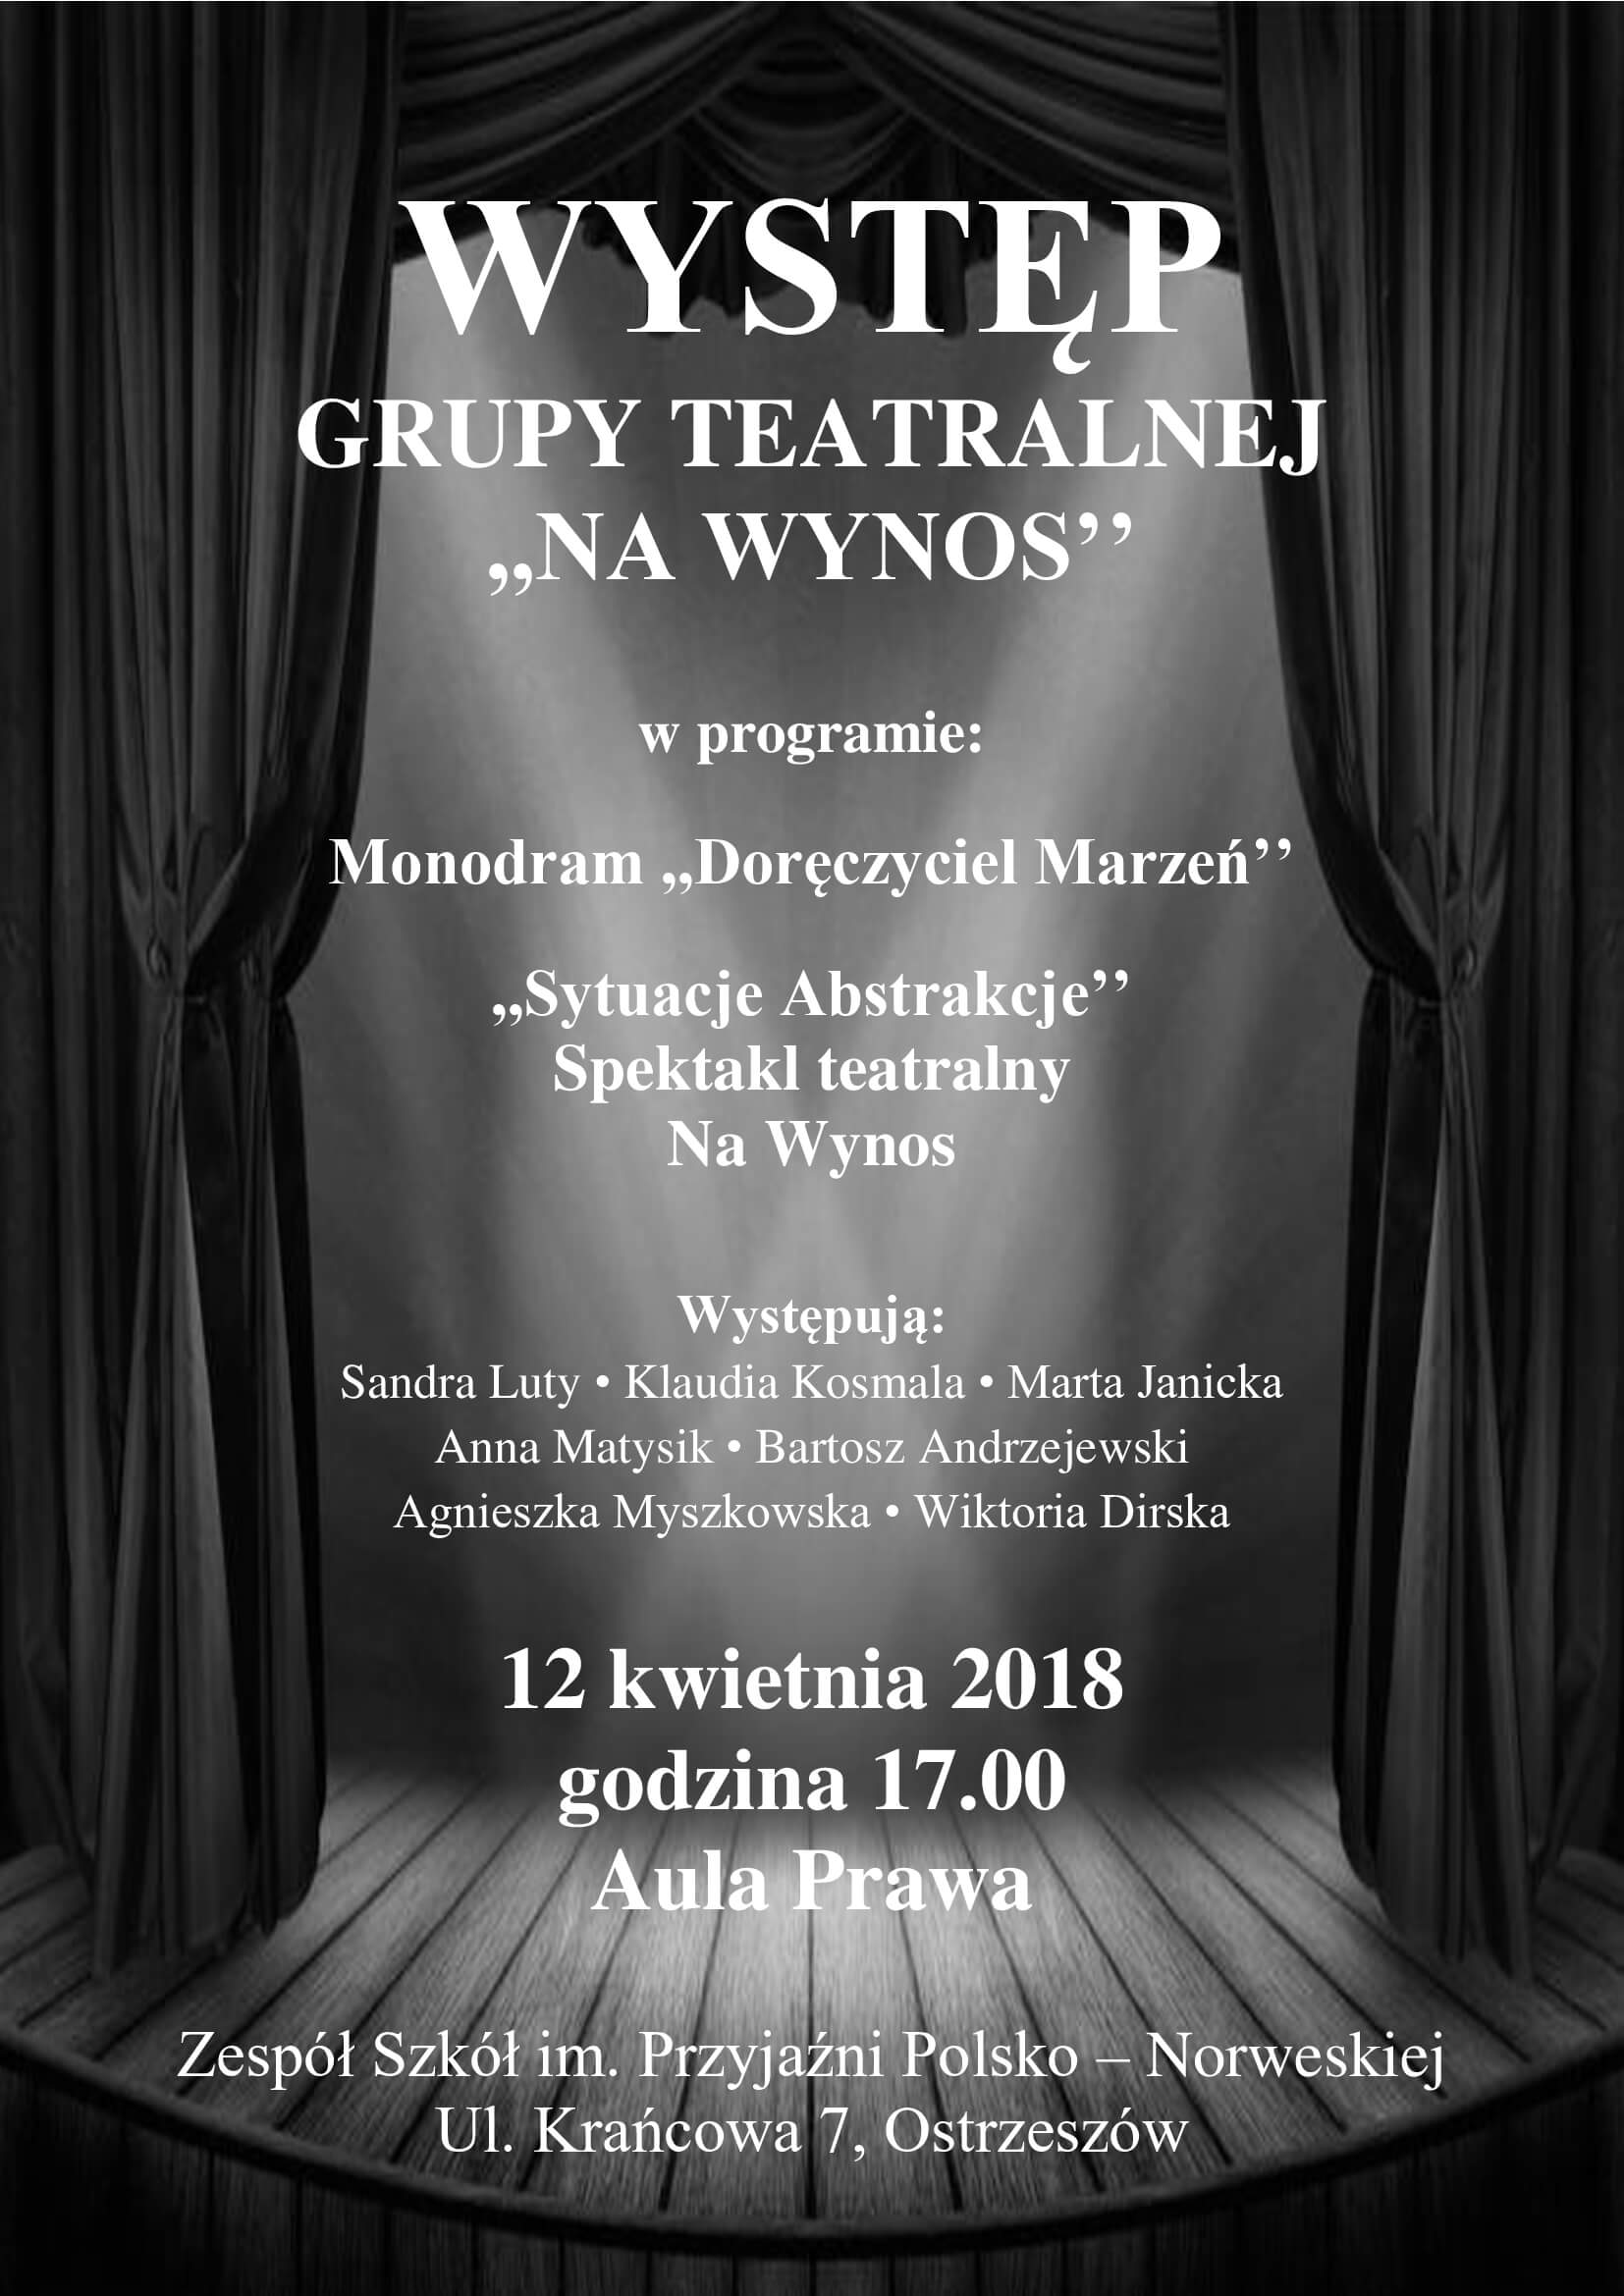 WYSTĘP
GRUPY TEATRALNEJ
,,NA WYNOS’’
w programie:
Monodram ,,Doręczyciel Marzeń’’
,,Sytuacje Abstrakcje’’
Spektakl teatralny
Na Wynos
Występują:
Sandra Luty • Klaudia Kosmala • Marta Janicka
Anna Matysik • Bartosz Andrzejewski
Agnieszka Myszkowska • Wiktoria Dirska
12 kwietnia 2018
godzina 17.00
Aula Prawa
Zespół Szkół im. Przyjaźni Polsko – Norweskiej
Ul. Krańcowa 7, Ostrzeszów